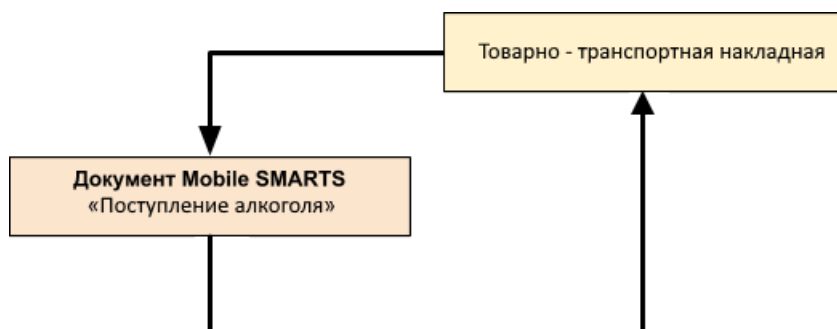 Товарно - транспортная накладная
Документ Mobile SMARTS
«Поступление алкоголя»